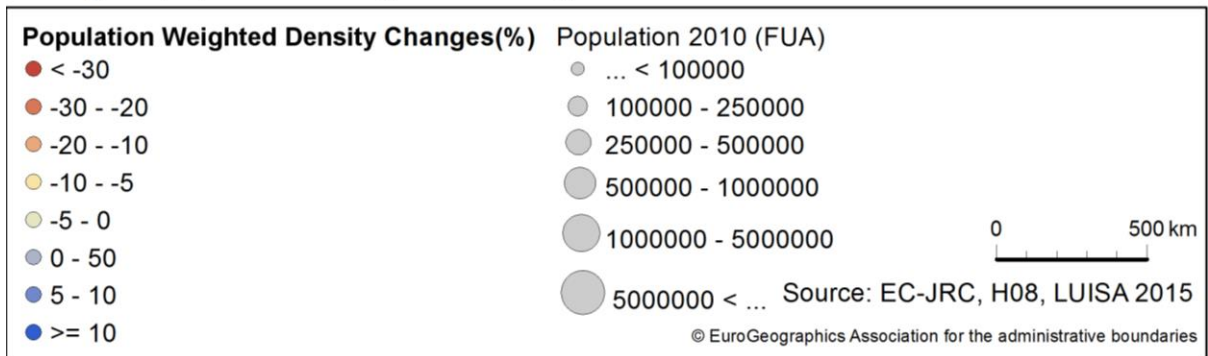 Population Weighted Density Changes(%)
< -30
-30 - -20
-20 - -10
-10 - -5
-5 - 0
0 - 50
5 - 10
>= 10
Population 2010 (FUA)
... < 100000
100000 - 250000
250000 - 500000
500000 - 1000000
1000000 - 5000000
5000000 < ...
0 500 km
Source: EC-JRC, H08, LUISA 2015
© EuroGeographics Association for the administrative boundaries